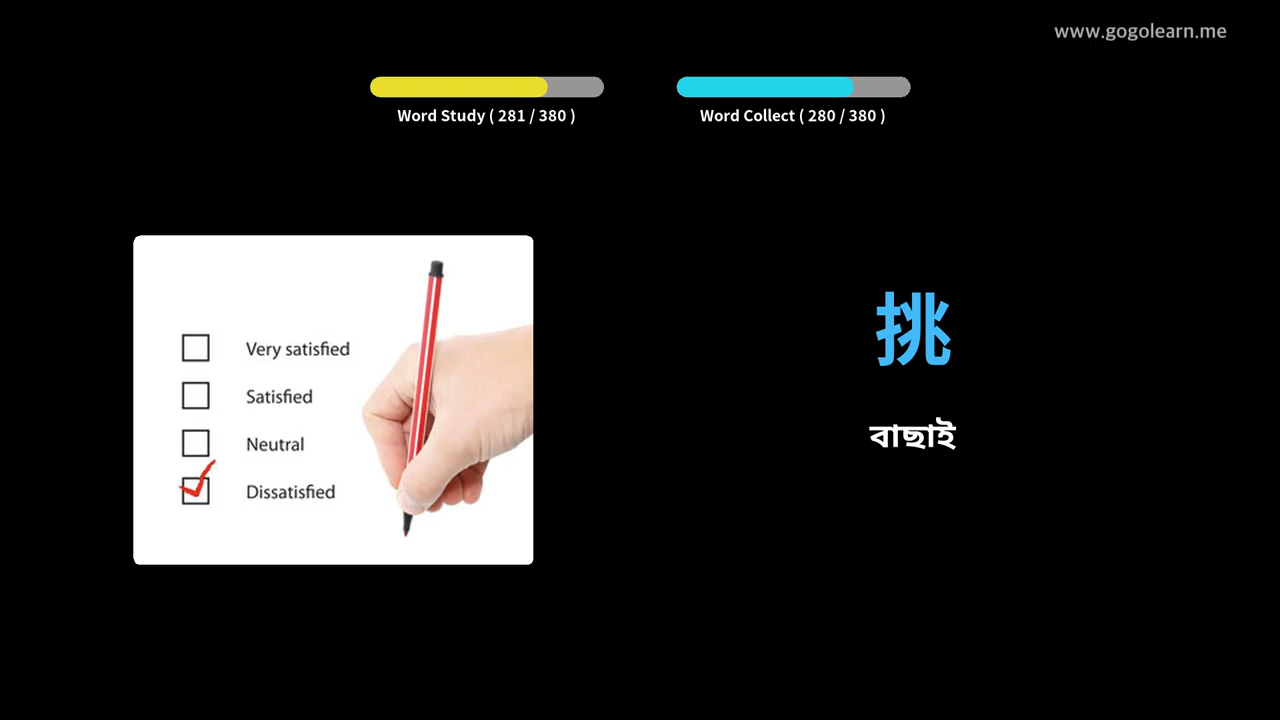 www.gogolearn.me
Word Study ( 281 / 380 )
Word Collect ( 280 / 380 )
Very satisfied
Satisfied
Neutral
Dissatisfied
挑
বাছাই